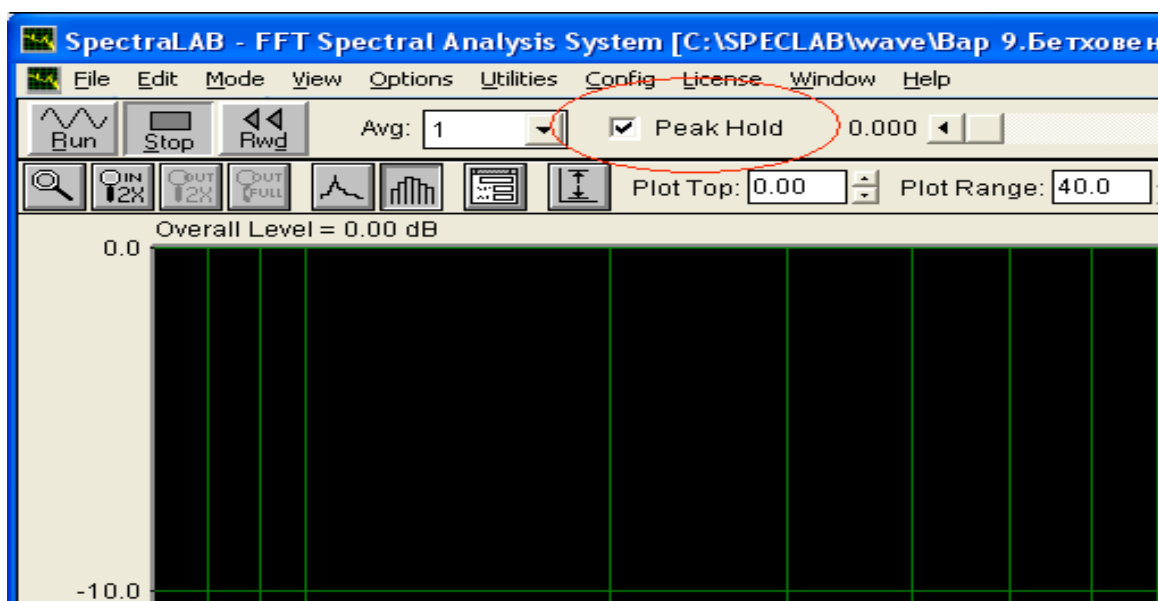 SpectraLAB - FFT Spectral Analysis System [C:\SPECLAB\wave\Вар 9.Бетховен
File Edit Mode View Options Utilities Config License Window Help
Run Stop Rwd Avg: 1 Peak Hold 0.000
IN 2X OUT 2X OUT FULL Plot Top: 0.00 Plot Range: 40.0
Overall Level = 0.00 dB
0.0
-10.0